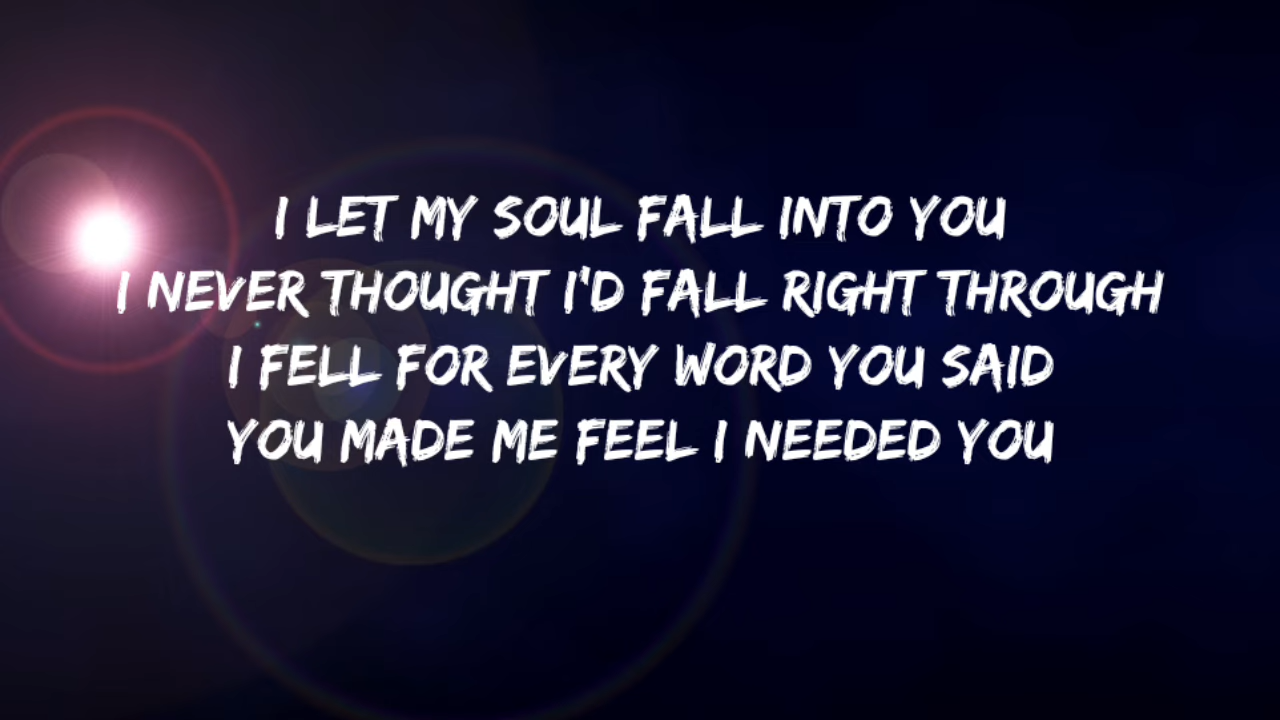 I LET MY SOUL FALL INTO YOU
I NEVER THOUGHT I'D FALL RIGHT THROUGH
I FELL FOR EVERY WORD YOU SAID
YOU MADE ME FEEL I NEEDED YOU